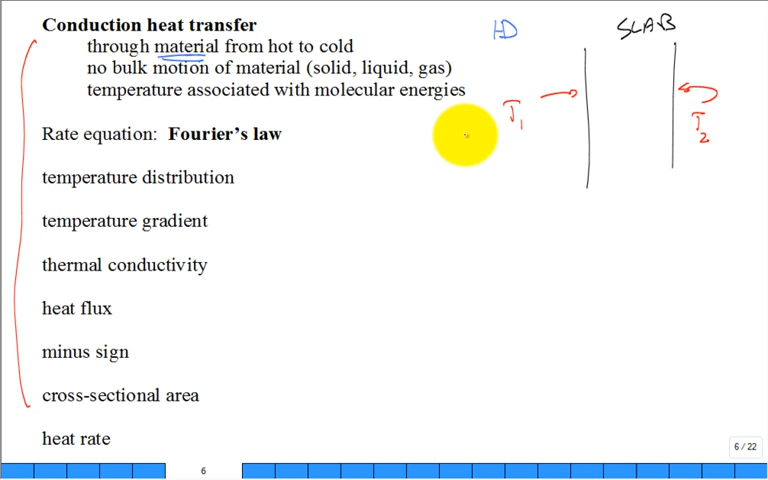 Conduction heat transfer
through material from hot to cold
no bulk motion of material (solid, liquid, gas)
temperature associated with molecular energies
1D
SLAB
T1
T2
Rate equation: Fourier's law
temperature distribution
temperature gradient
thermal conductivity
heat flux
minus sign
cross-sectional area
heat rate
6 / 22
6